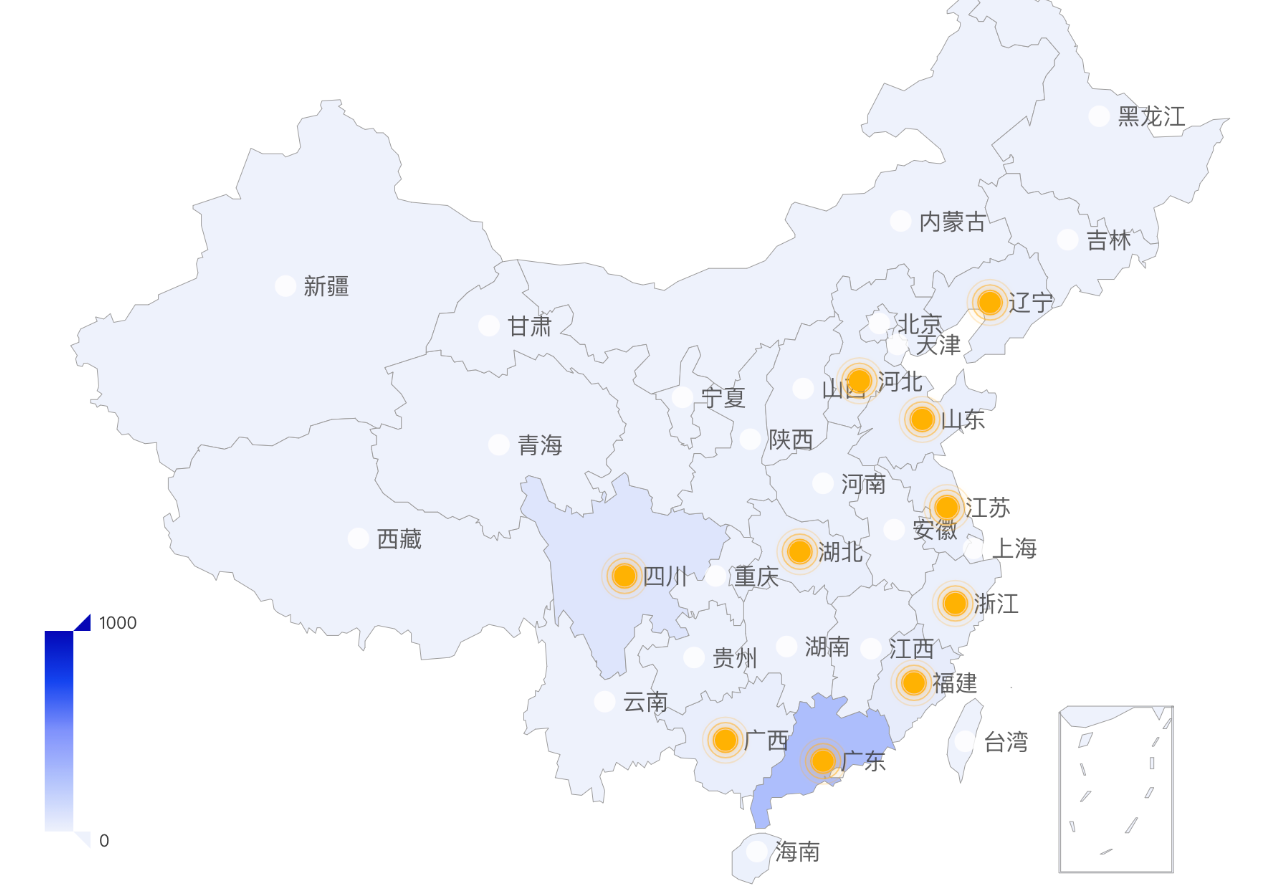 黑龙江
内蒙古
吉林
新疆
辽宁
北京
甘肃
天津
山西
河北
宁夏
山东
陕西
青海
河南
江苏
安徽
西藏
上海
湖北
四川
重庆
浙江
1000
湖南
江西
贵州
福建
云南
广西
台湾
广东
0
海南